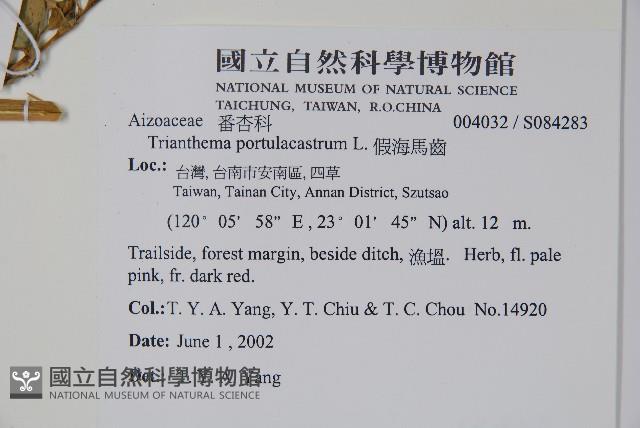 國立自然科學博物館
NATIONAL MUSEUM OF NATURAL SCIENCE
TAICHUNG, TAIWAN, R.O.CHINA
Aizoaceae 番杏科 004032 / S084283
Trianthema portulacastrum L. 假海馬齒
Loc.: 台灣, 台南市安南區, 四草
Taiwan, Tainan City, Annan District, Szutsao
(120° 05' 58" E , 23° 01' 45" N) alt. 12 m.
Trailside, forest margin, beside ditch, 漁塭. Herb, fl. pale
pink, fr. dark red.
Col.: T. Y. A. Yang, Y. T. Chiu & T. C. Chou No.14920
Date: June 1 , 2002
Yang
國立自然科學博物館
NATIONAL MUSEUM OF NATURAL SCIENCE